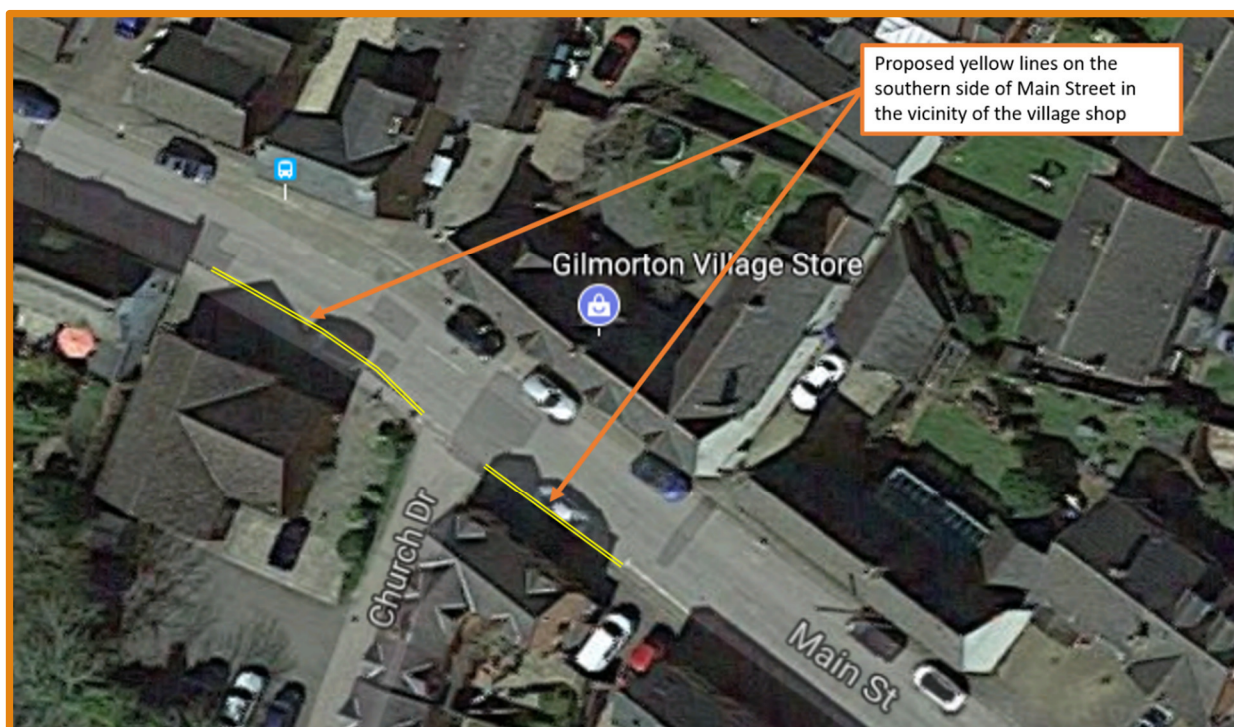 Proposed yellow lines on the
southern side of Main Street in
the vicinity of the village shop
Gilmorton Village Store
Church Dr
Main St